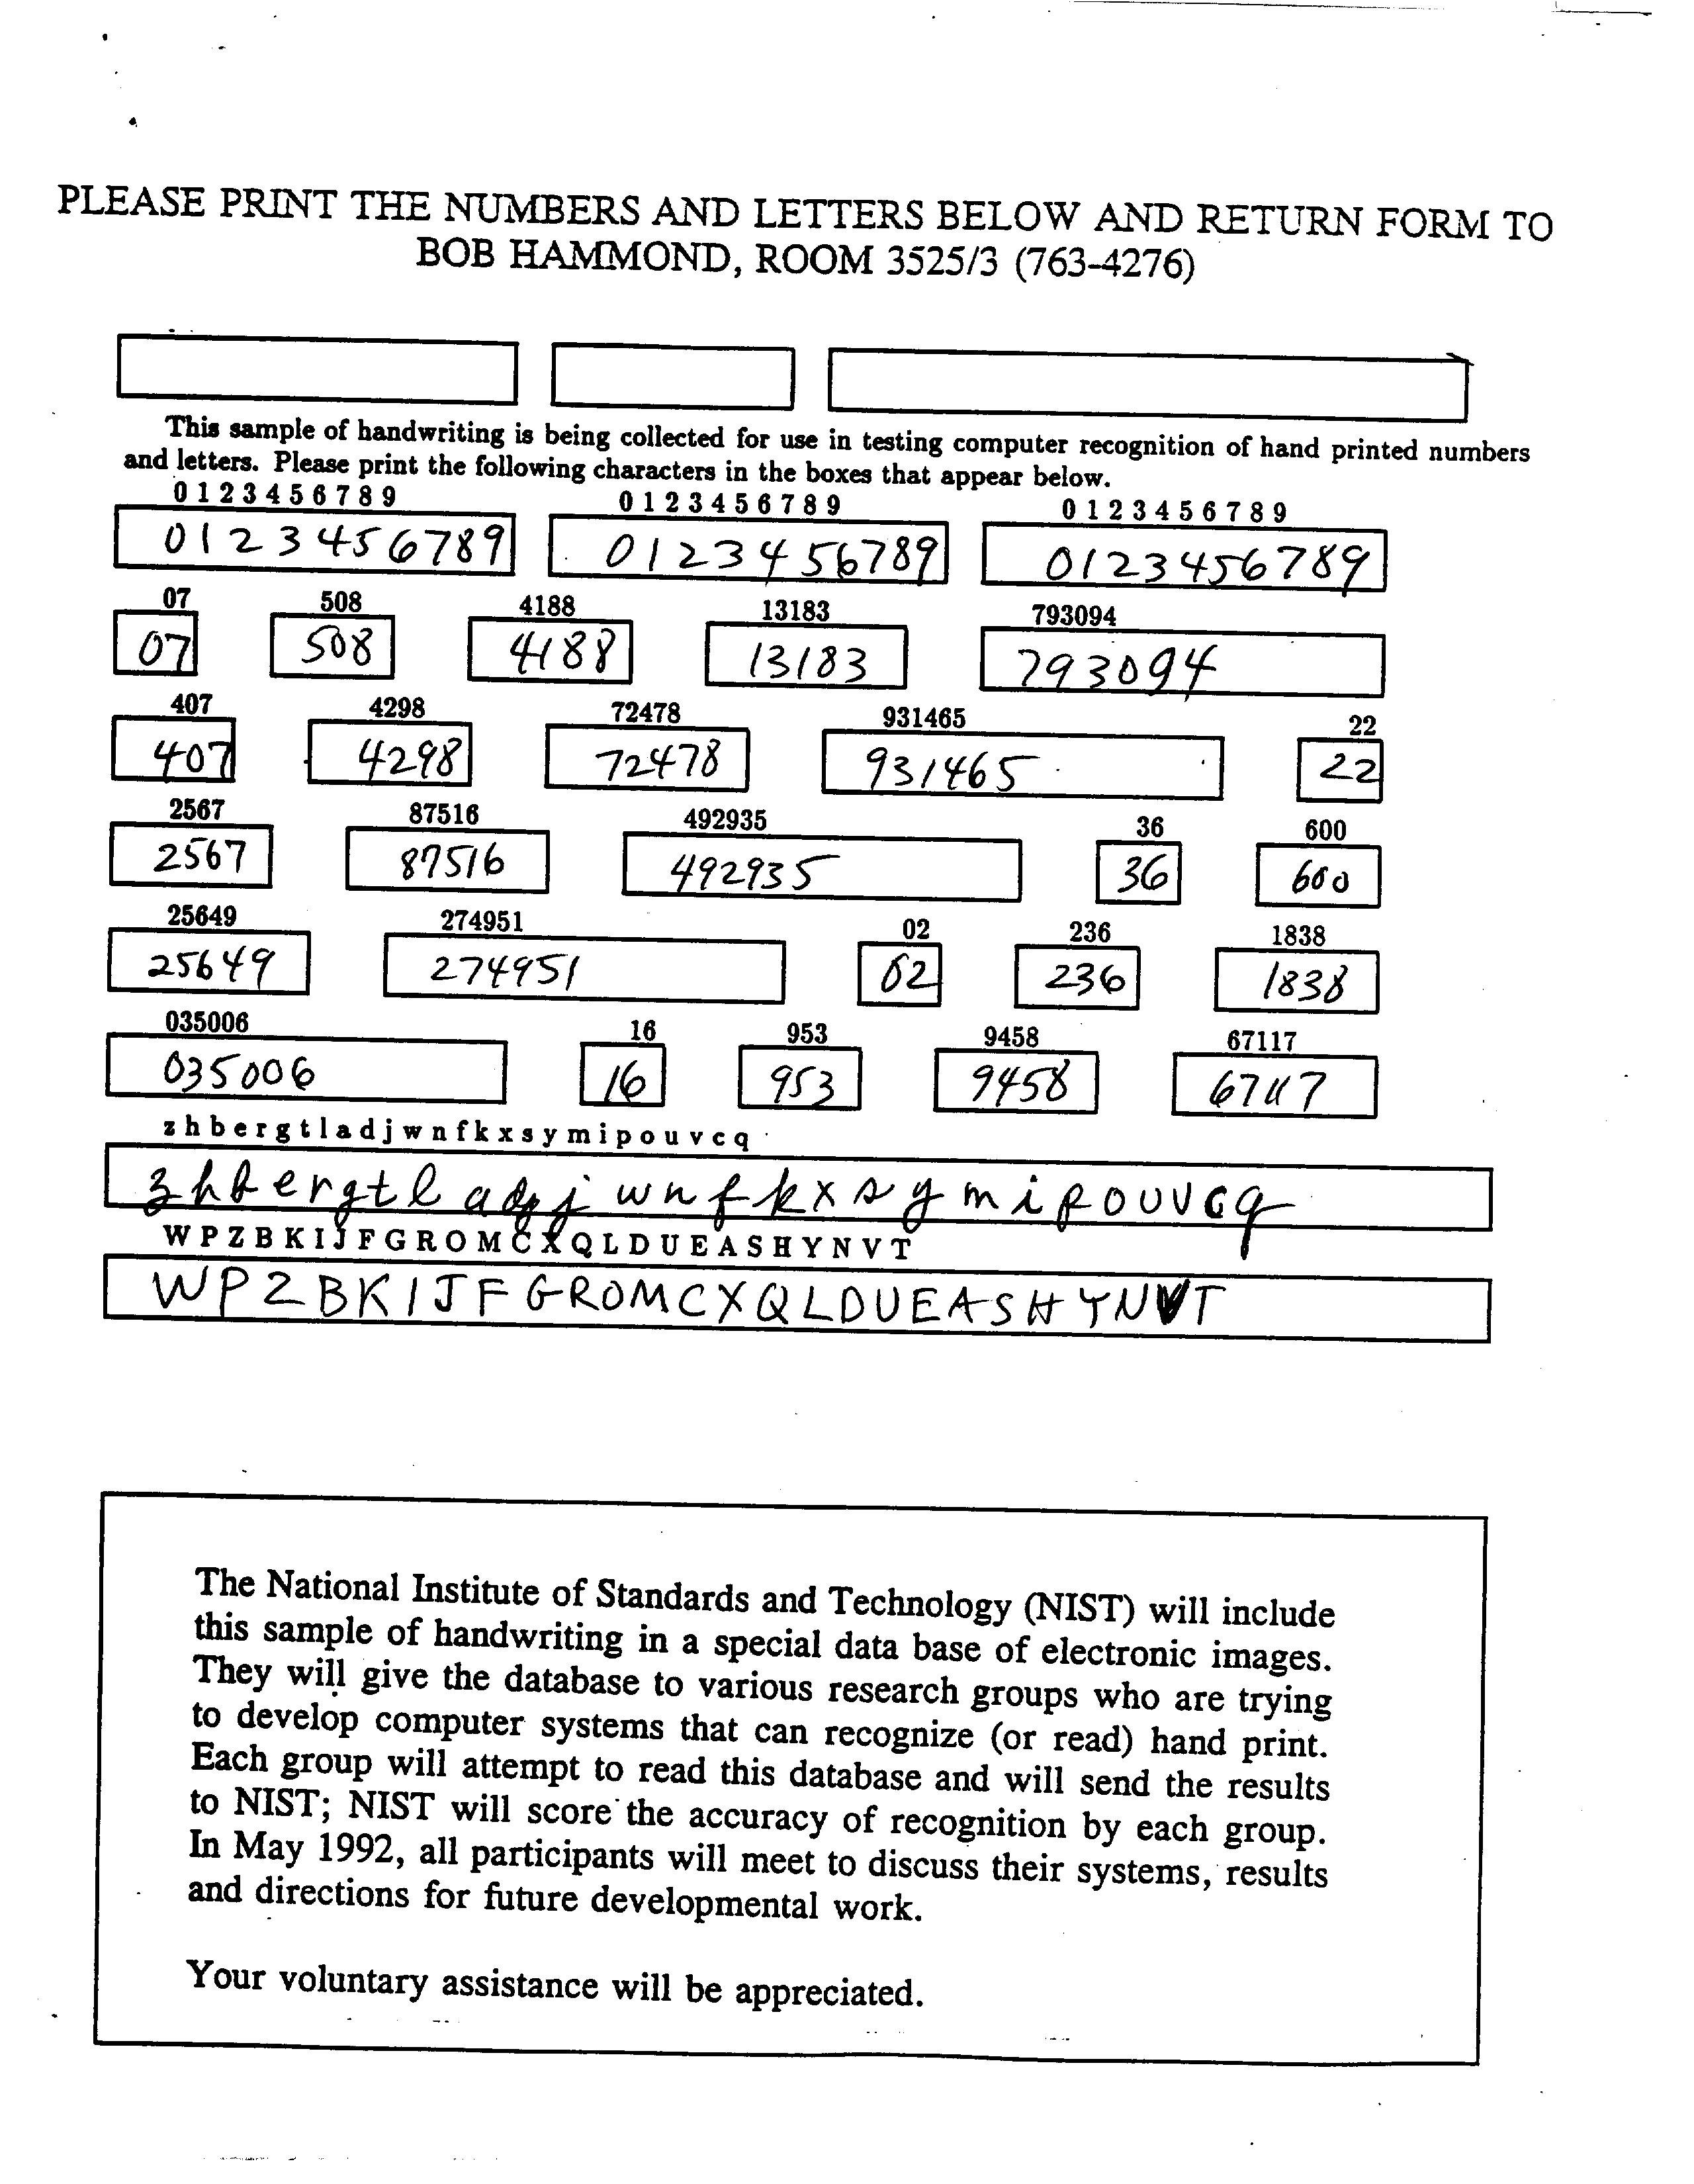 PLEASE PRINT THE NUMBERS AND LETTERS BELOW AND RETURN FORM TO
BOB HAMMOND, ROOM 3525/3 (763-4276)
This sample of handwriting is being collected for use in testing computer recognition of hand printed numbers
and letters. Please print the following characters in the boxes that appear below.
0 1 2 3 4 5 6 7 8 9 0 1 2 3 4 5 6 7 8 9 0 1 2 3 4 5 6 7 8 9
0123456789 0123456789 0123456789
07 508 4188 13183 793094
07 508 4188 13183 793094
407 4298 72478 931465 22
407 4298 72478 931465 22
2567 87516 492935 36 600
2567 87516 492935 36 600
25649 274951 02 236 1838
25649 274951 02 236 1838
035006 16 953 9458 67117
035006 16 953 9458 67117
z h b e r g t l a d j w n f k x s y m i p o u v c q
z h b e r g t l a d j w n f k x s y m i p o u v c q
W P Z B K I J F G R O M C X Q L D U E A S H Y N V T
W P Z B K I J F G R O M C X Q L D U E A S H Y N V T
The National Institute of Standards and Technology (NIST) will include
this sample of handwriting in a special data base of electronic images.
They will give the database to various research groups who are trying
to develop computer systems that can recognize (or read) hand print.
Each group will attempt to read this database and will send the results
to NIST; NIST will score the accuracy of recognition by each group.
In May 1992, all participants will meet to discuss their systems, results
and directions for future developmental work.
Your voluntary assistance will be appreciated.